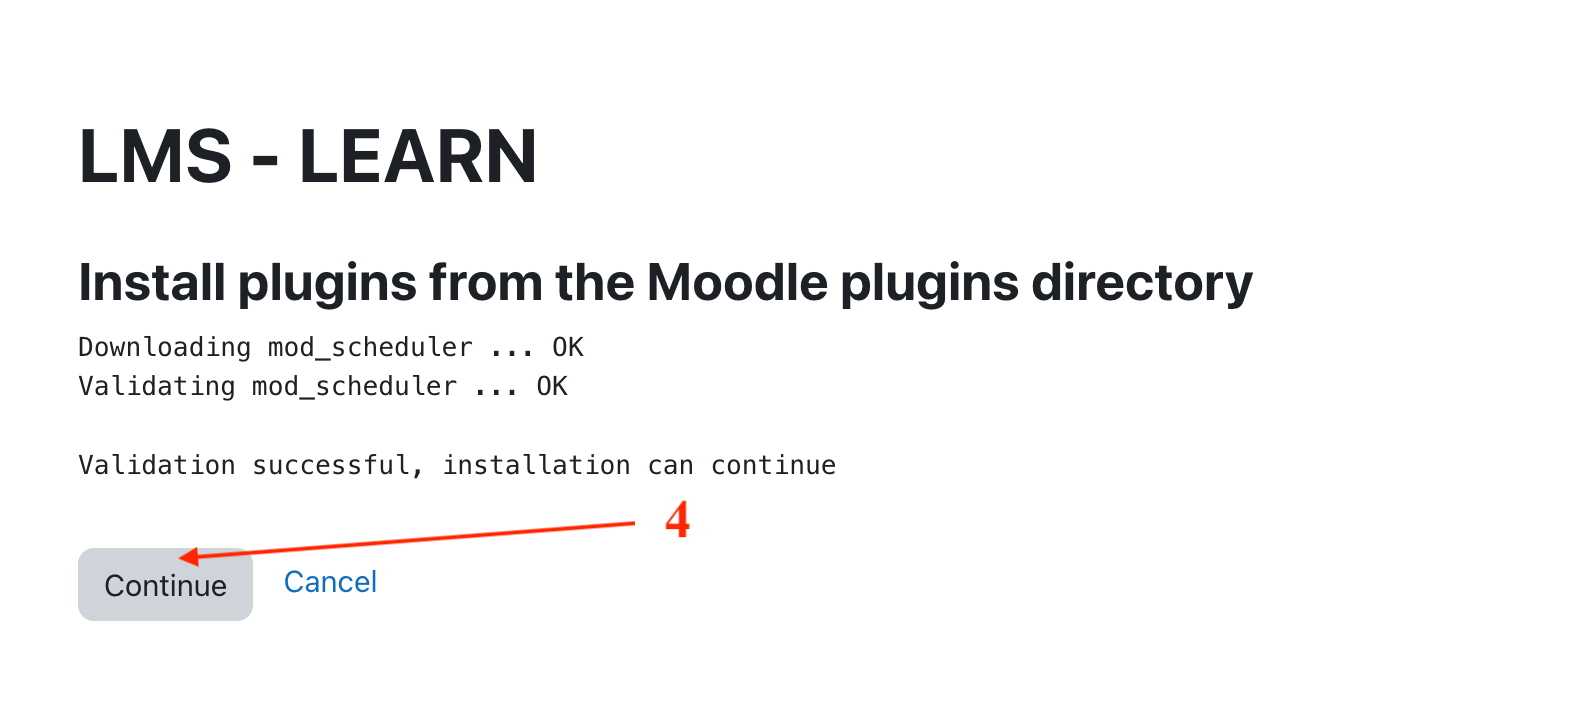 LMS - LEARN
Install plugins from the Moodle plugins directory
Downloading mod_scheduler ... OK
Validating mod_scheduler ... OK
Validation successful, installation can continue
4
Continue Cancel